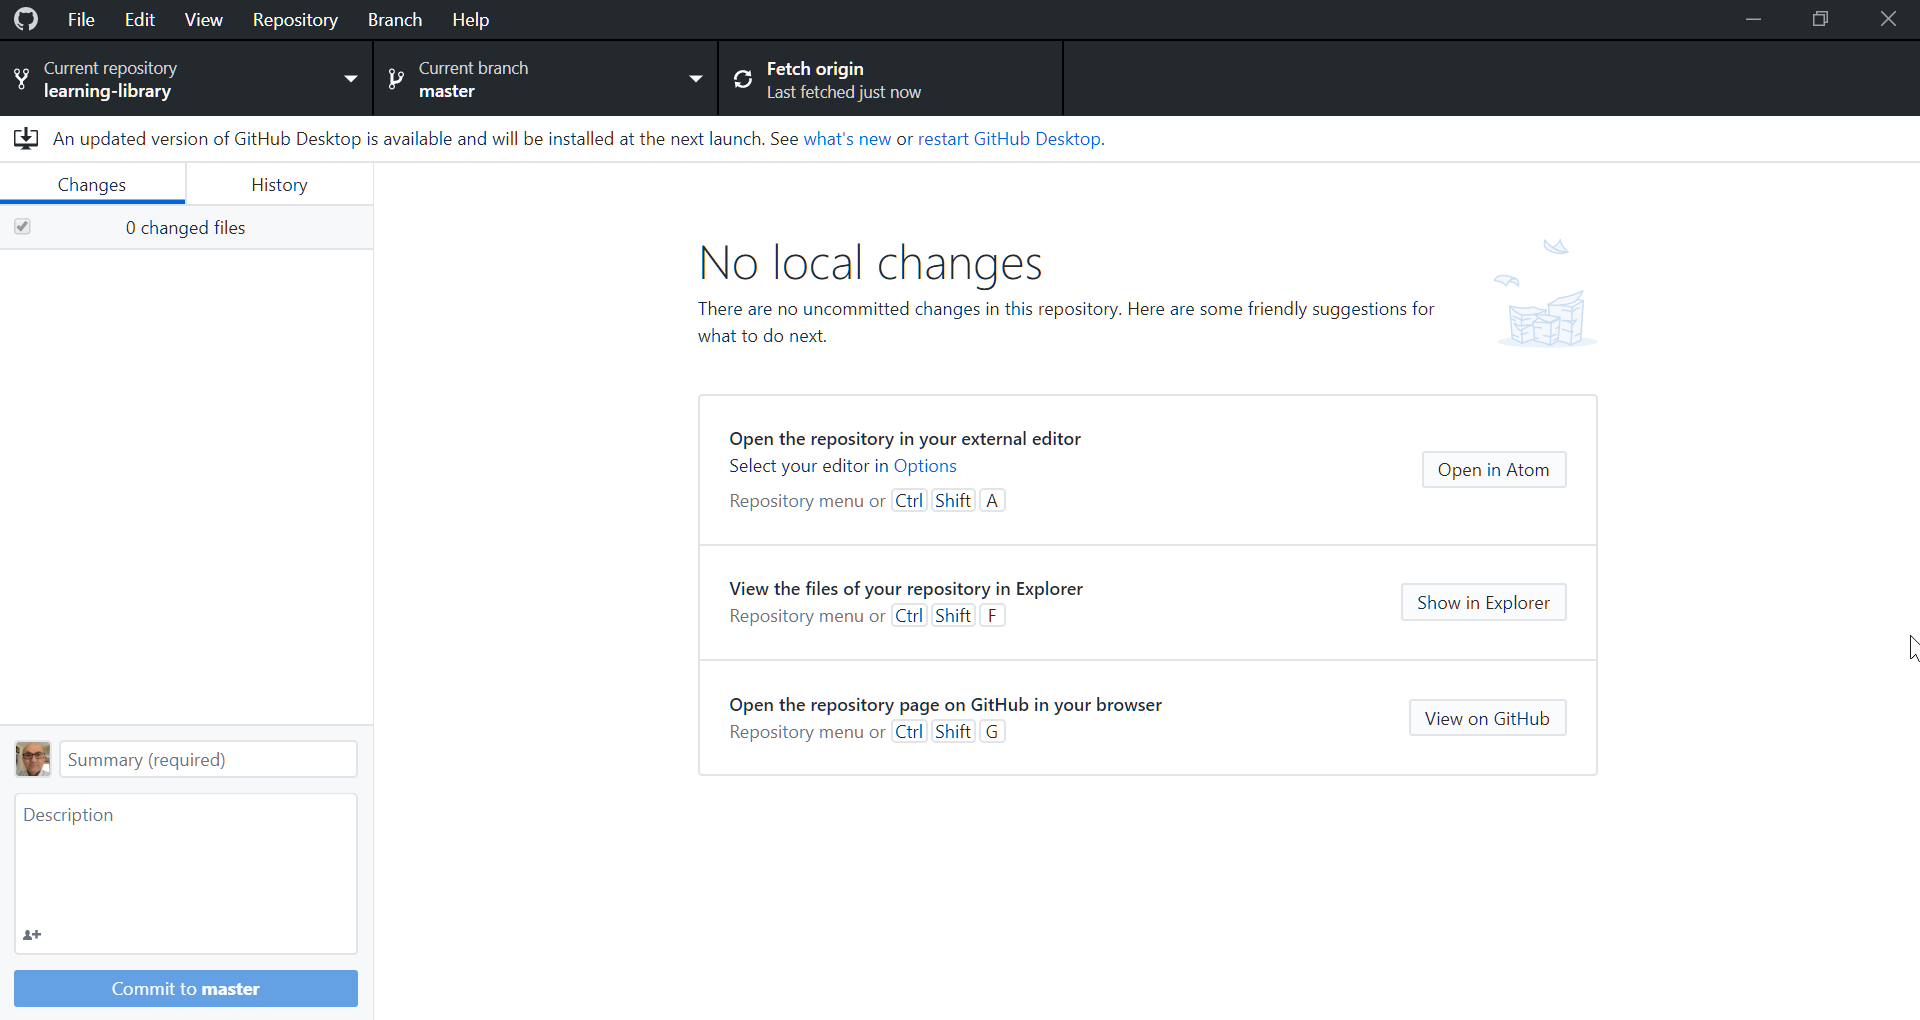 File Edit View Repository Branch Help
Current repository
learning-library
Current branch
master
Fetch origin
Last fetched just now
An updated version of GitHub Desktop is available and will be installed at the next launch. See what's new or restart GitHub Desktop.
Changes History
0 changed files
No local changes
There are no uncommitted changes in this repository. Here are some friendly suggestions for
what to do next.
Open the repository in your external editor
Select your editor in Options
Repository menu or Ctrl Shift A
Open in Atom
View the files of your repository in Explorer
Repository menu or Ctrl Shift F
Show in Explorer
Open the repository page on GitHub in your browser
Repository menu or Ctrl Shift G
View on GitHub
Summary (required)
Description
Commit to master